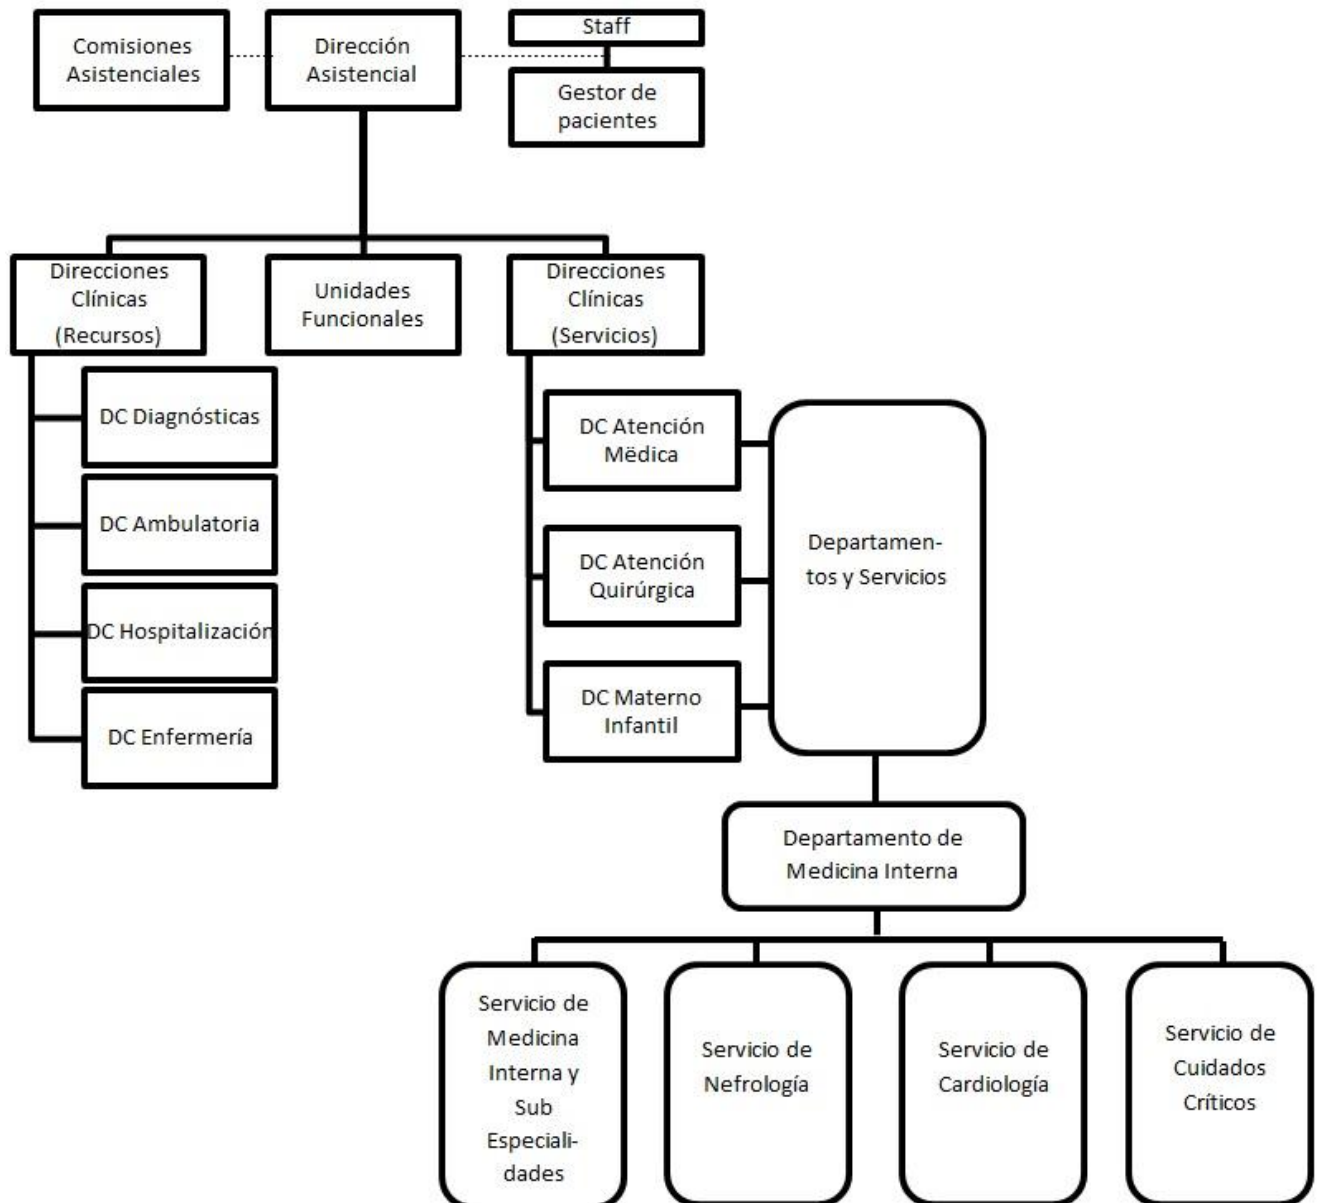 Comisiones
Asistenciales
Dirección
Asistencial
Staff
Gestor de
pacientes
Direcciones
Clínicas
(Recursos)
Unidades
Funcionales
Direcciones
Clínicas
(Servicios)
DC Diagnósticas
DC Ambulatoria
DC Hospitalización
DC Enfermería
DC Atención
Mëdica
DC Atención
Quirúrgica
DC Materno
Infantil
Departamen-
tos y Servicios
Departamento de
Medicina Interna
Servicio de
Medicina
Interna y
Sub
Especiali-
dades
Servicio de
Nefrología
Servicio de
Cardiología
Servicio de
Cuidados
Críticos